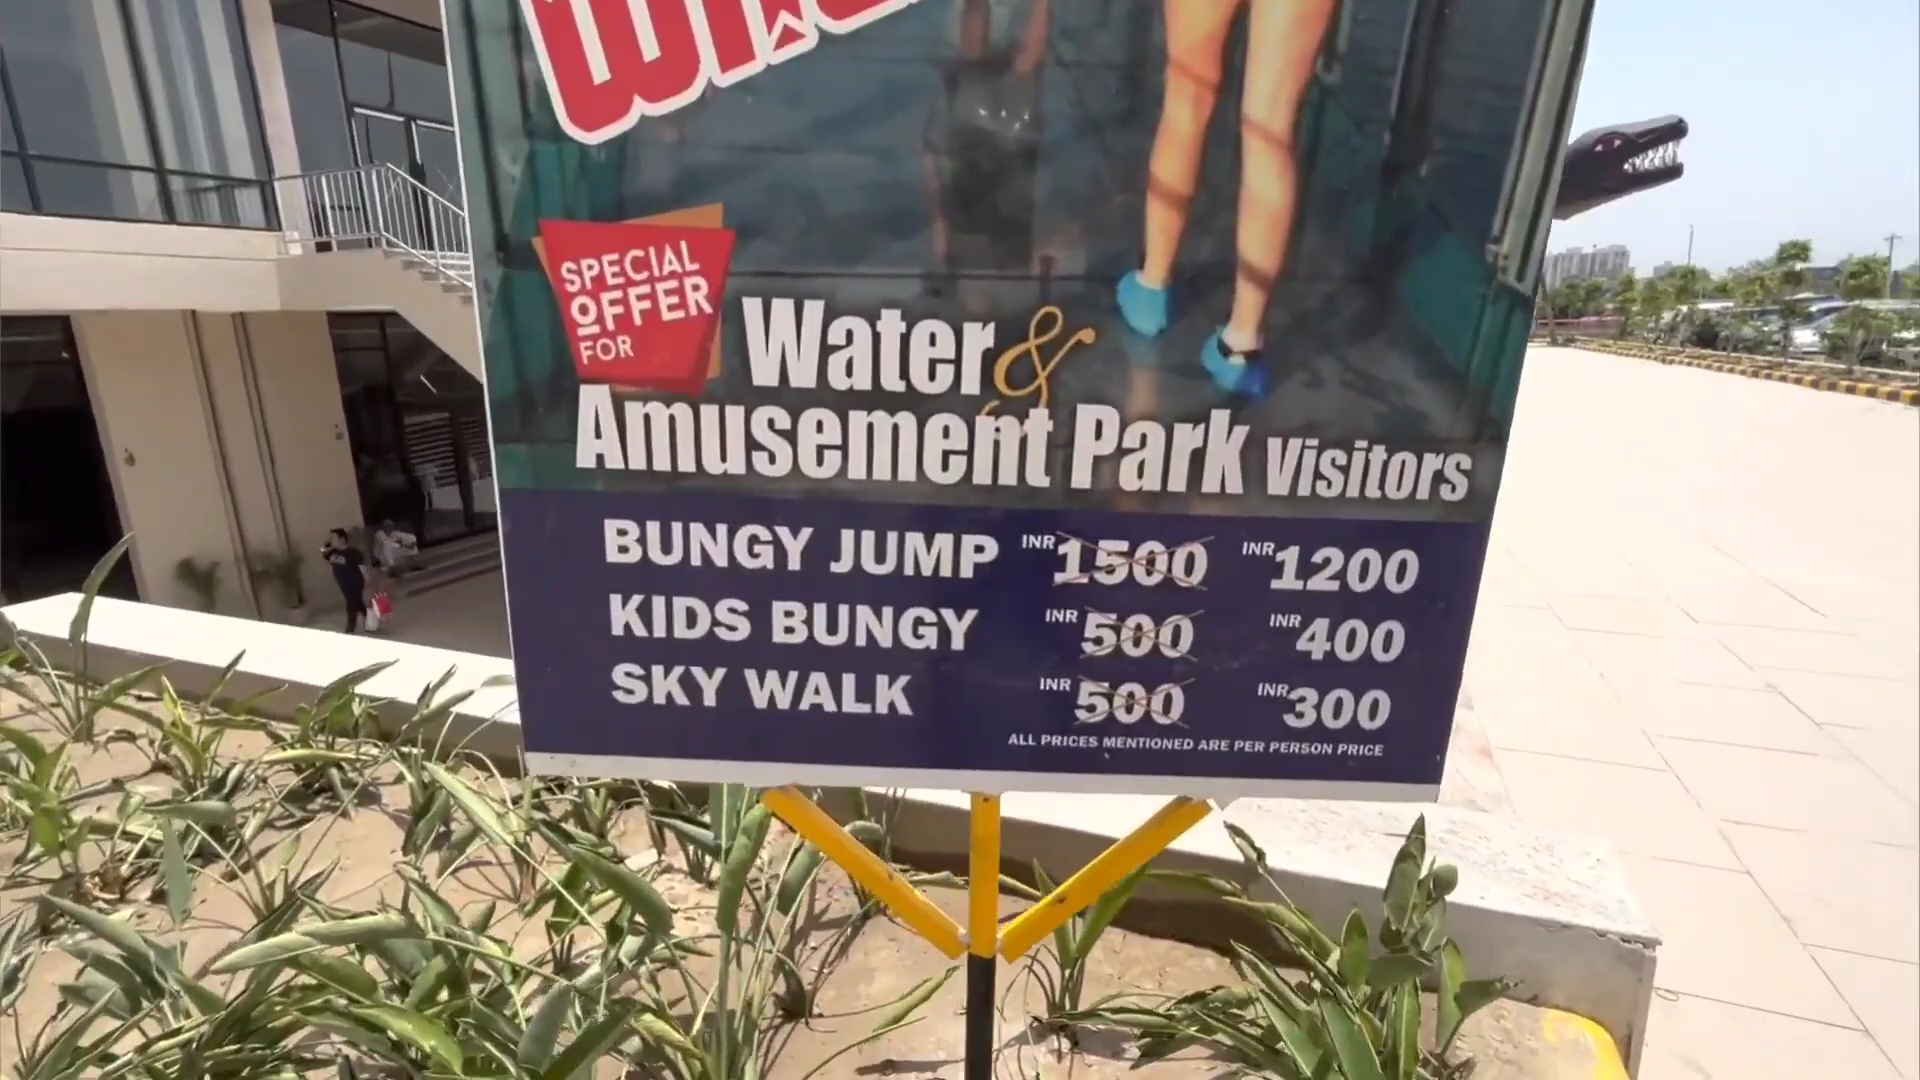 SPECIAL
OFFER
FOR
Water &
Amusement Park Visitors
BUNGY JUMP INR 1500 INR 1200
KIDS BUNGY INR 500 INR 400
SKY WALK INR 500 INR 300
ALL PRICES MENTIONED ARE PER PERSON PRICE